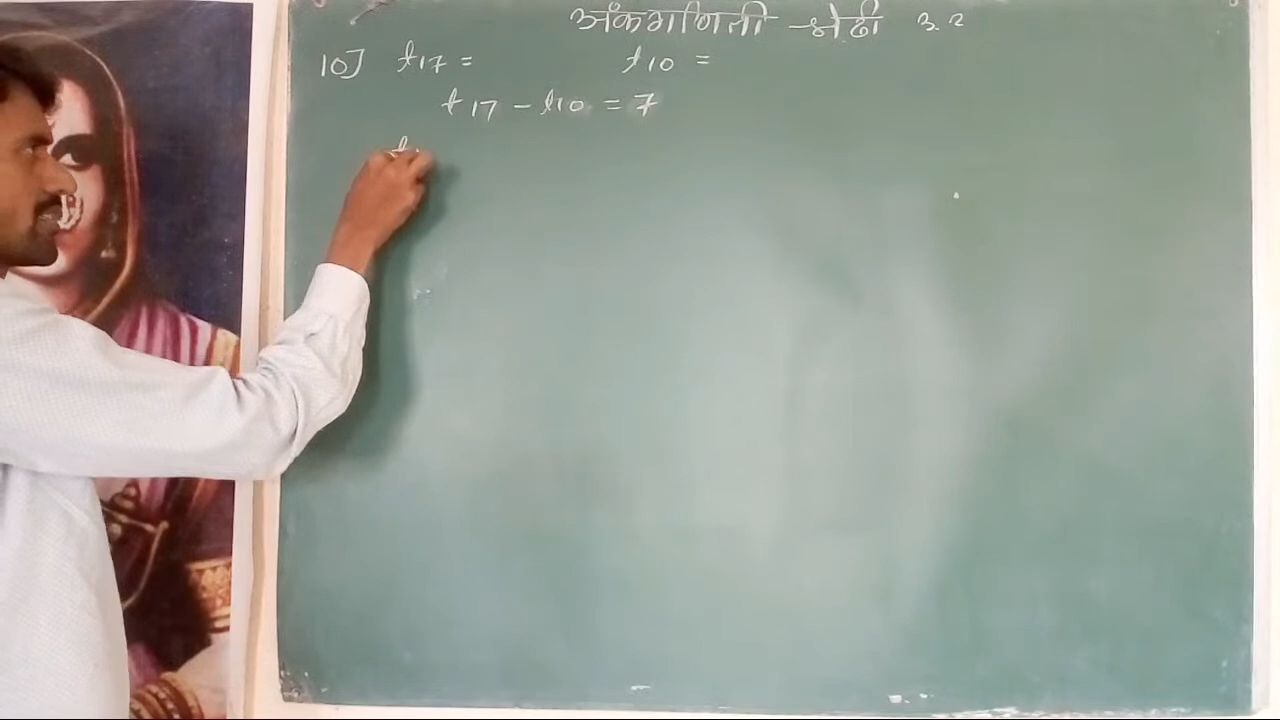 अंकगणिती श्रेढी 3.2
10] t17 = t10 =
t17 - t10 = 7
t